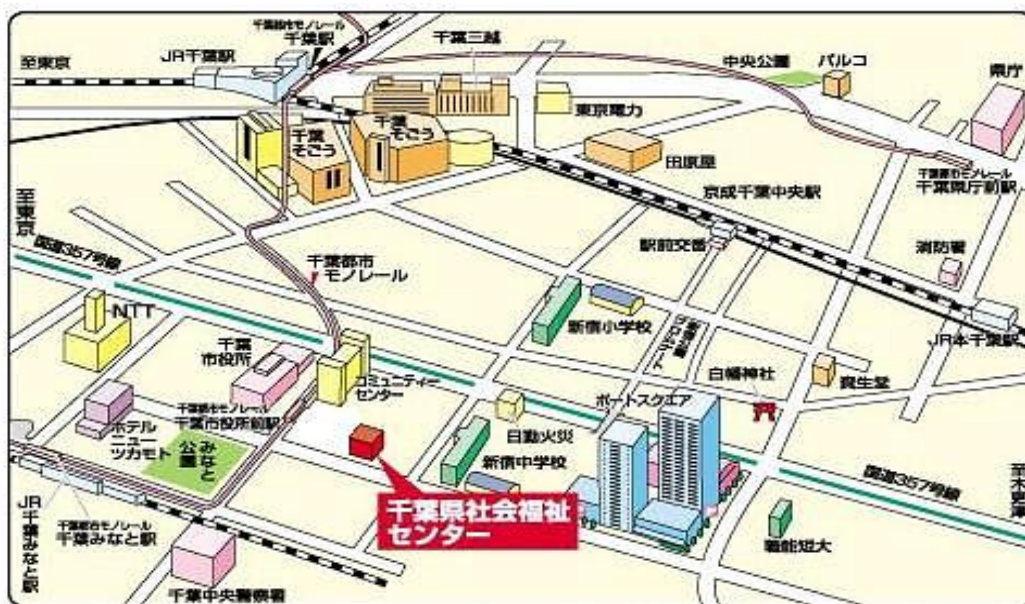 千葉都市モノレール
千葉駅
JR千葉駅
至東京
千葉三越
中央公園
パルコ
県庁
東京電力
千葉
そごう
千葉
そごう
田原屋
千葉都市モノレール
千葉県庁前駅
京成千葉中央駅
至東京
国道357号線
駅前交番
消防署
千葉都市
モノレール
NTT
新宿小学校
JR本千葉駅
千葉
市役所
コミュニティー
センター
白幡神社
資生堂
ポートスクエア
千葉都市モノレール
千葉市役所前駅
ホテル
ニュー
ツカモト
みなと
公園
日動火災
新宿中学校
国道357号線
至木更津
千葉県社会福祉
センター
JR千葉みなと駅
千葉都市モノレール
千葉みなと駅
職能短大
千葉中央警察署